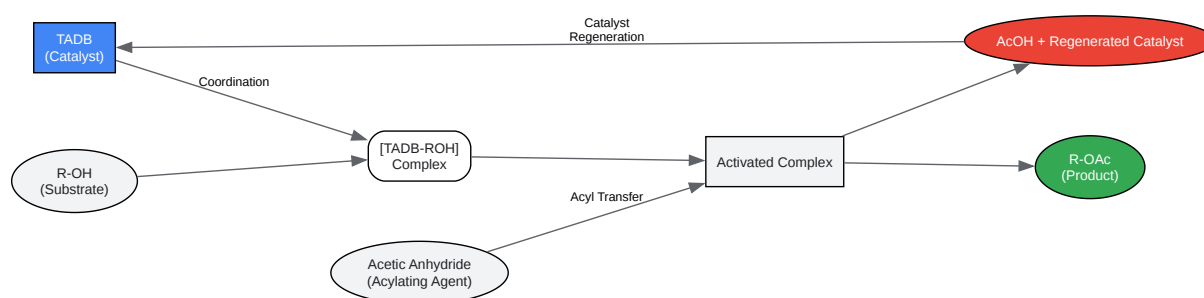 Catalyst
Regeneration
TADB
(Catalyst)
AcOH + Regenerated Catalyst
Coordination
[TADB-ROH]
Complex
R-OH
(Substrate)
Activated Complex
R-OAc
(Product)
Acyl Transfer
Acetic Anhydride
(Acylating Agent)